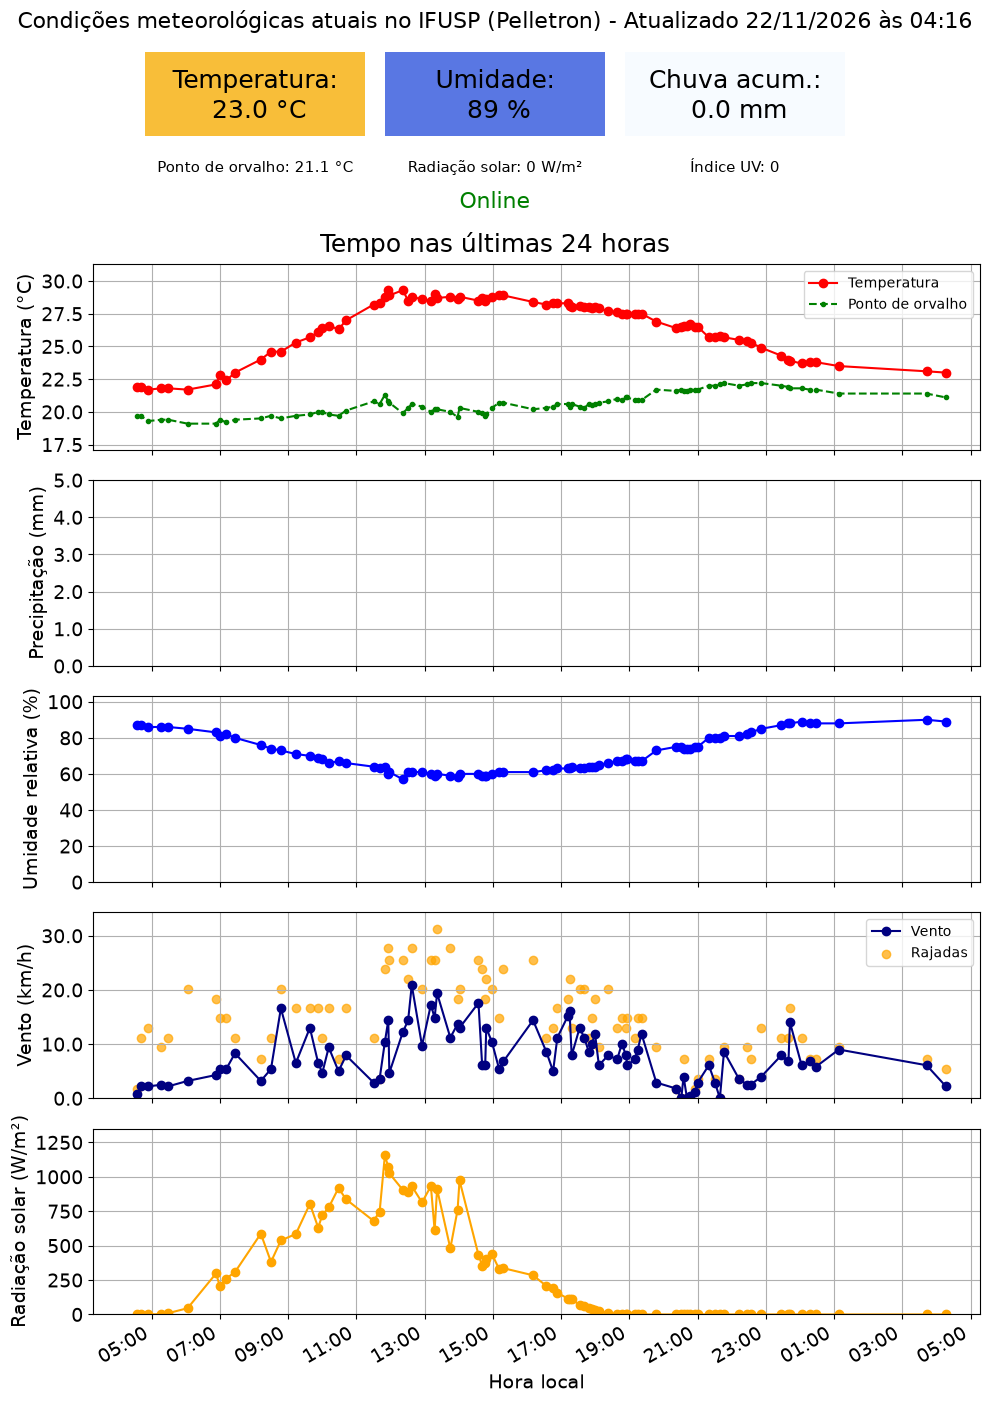 Condições meteorológicas atuais no IFUSP (Pelletron) - Atualizado 22/11/2026 às 04:16
Temperatura:
23.0 °C
Umidade:
89 %
Chuva acum.:
0.0 mm
Ponto de orvalho: 21.1 °C
Radiação solar: 0 W/m²
Índice UV: 0
Online
Tempo nas últimas 24 horas
Temperatura (°C)
30.0
27.5
25.0
22.5
20.0
17.5
Temperatura
Ponto de orvalho
Precipitação (mm)
5.0
4.0
3.0
2.0
1.0
0.0
Umidade relativa (%)
100
80
60
40
20
0
Vento (km/h)
30.0
20.0
10.0
0.0
Vento
Rajadas
Radiação solar (W/m²)
1250
1000
750
500
250
0
05:00 07:00 09:00 11:00 13:00 15:00 17:00 19:00 21:00 23:00 01:00 03:00 05:00
Hora local